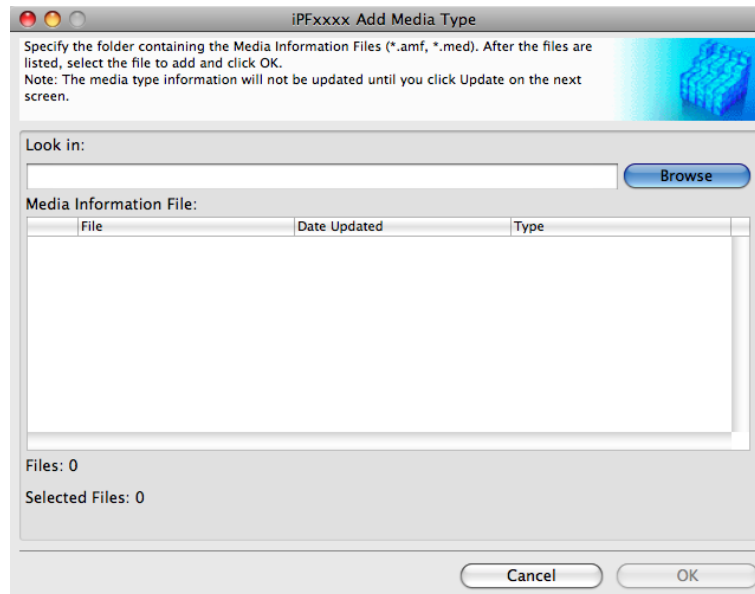 iPFxxxx Add Media Type
Specify the folder containing the Media Information Files (*.amf, *.med). After the files are
listed, select the file to add and click OK.
Note: The media type information will not be updated until you click Update on the next
screen.
Look in:
Browse
Media Information File:
File Date Updated Type
Files: 0
Selected Files: 0
Cancel OK